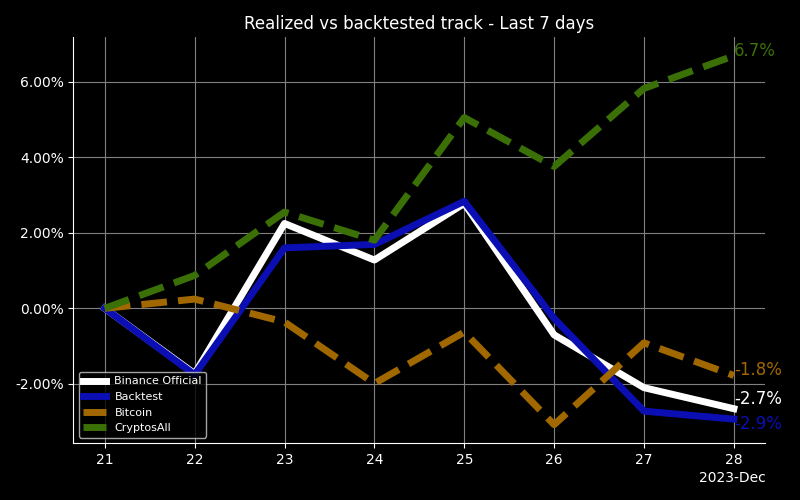 Realized vs backtested track - Last 7 days
6.7%
6.00%
4.00%
2.00%
0.00%
-2.00%
-1.8%
-2.7%
-2.9%
Binance Official
Backtest
Bitcoin
CryptosAll
21 22 23 24 25 26 27 28
2023-Dec